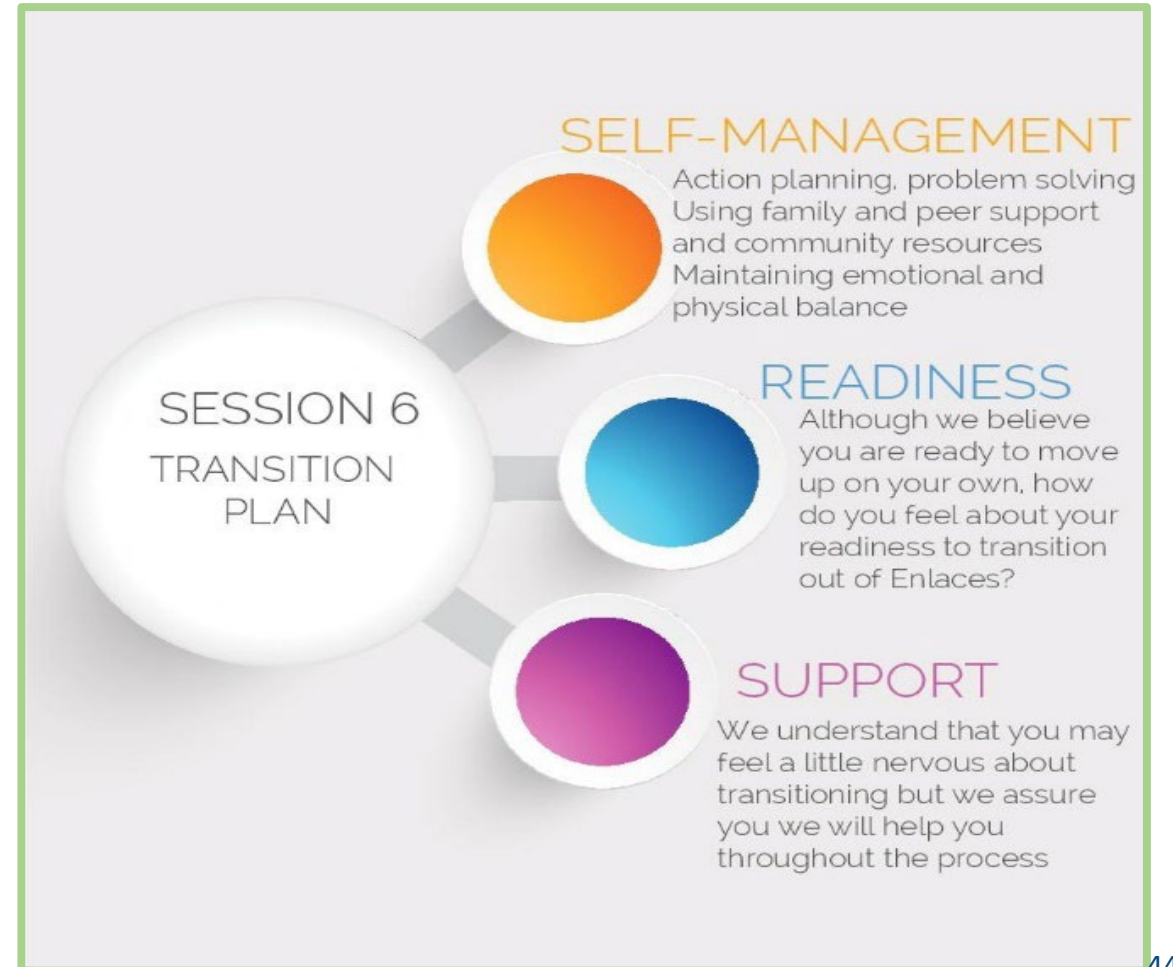 SELF-MANAGEMENT
Action planning, problem solving
Using family and peer support
and community resources
Maintaining emotional and
physical balance
SESSION 6
TRANSITION
PLAN
READINESS
Although we believe
you are ready to move
up on your own, how
do you feel about your
readiness to transition
out of Enlaces?
SUPPORT
We understand that you may
feel a little nervous about
transitioning but we assure
you we will help you
throughout the process